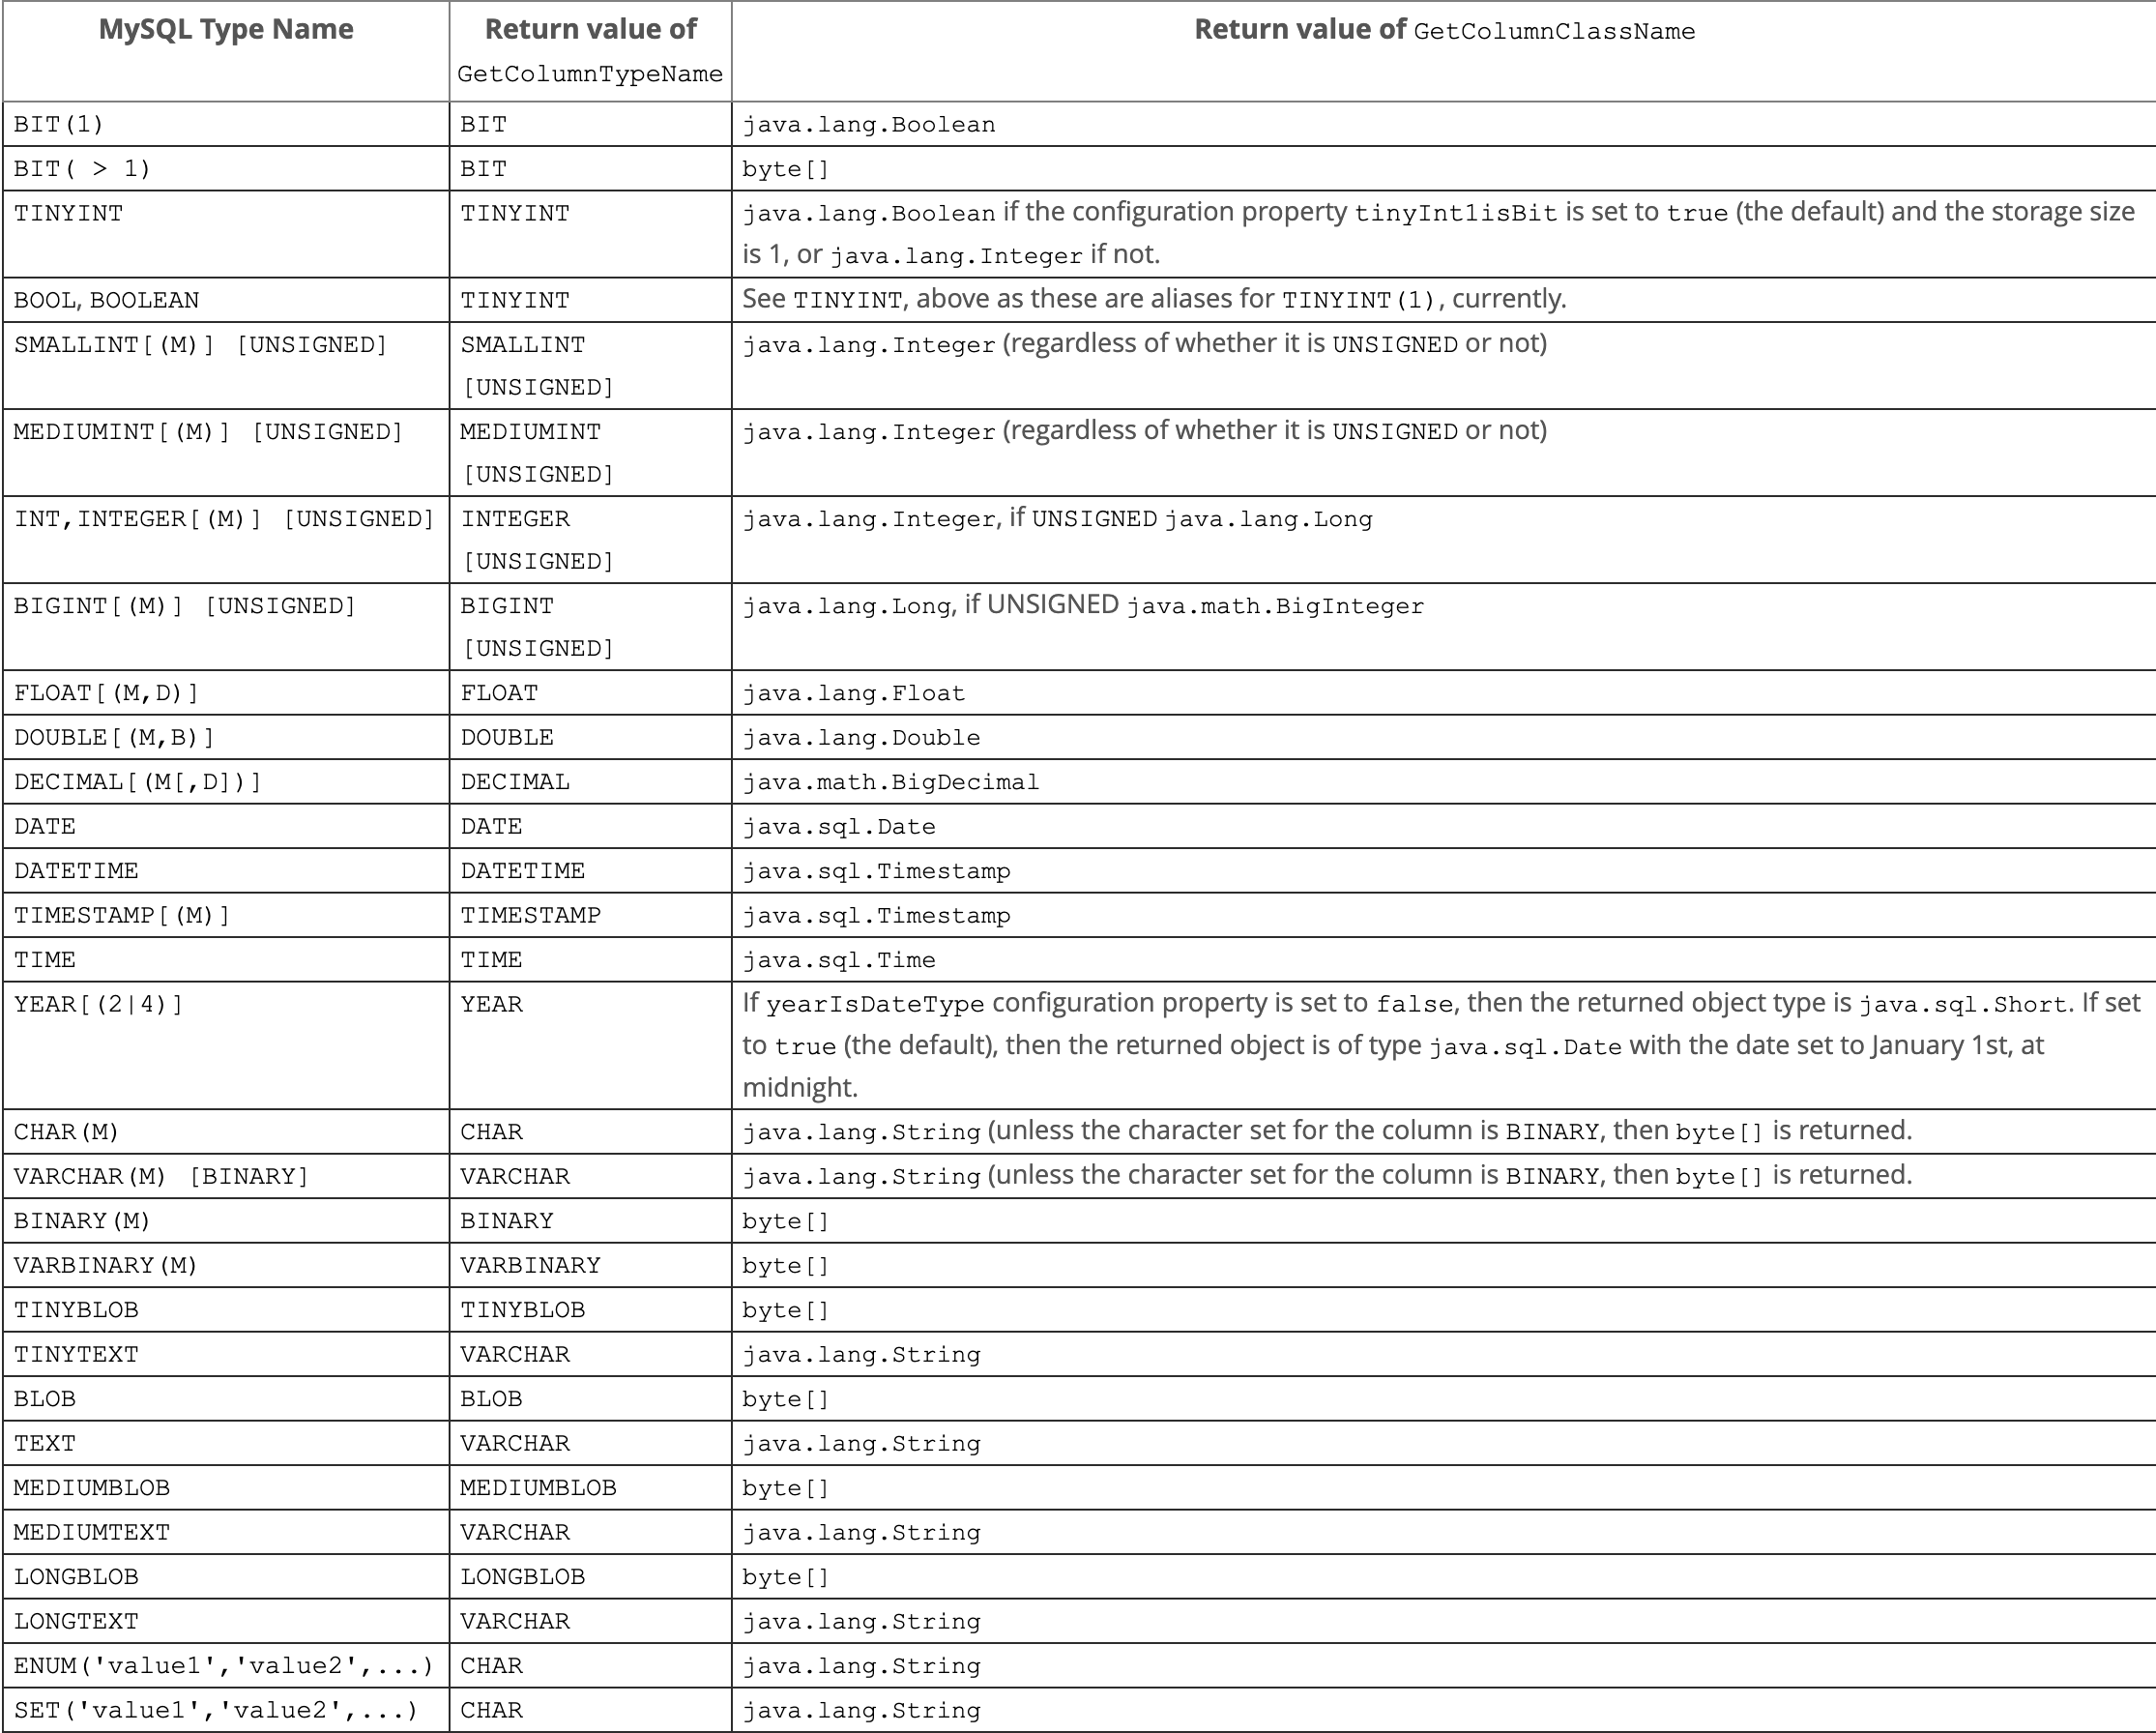 MySQL Type Name Return value of Return value of GetColumnClassName
GetColumnTypeName
BIT(1) BIT java.lang.Boolean
BIT( > 1) BIT byte[]
TINYINT TINYINT java.lang.Boolean if the configuration property tinyInt1isBit is set to true (the default) and the storage size
is 1, or java.lang.Integer if not.
BOOL, BOOLEAN TINYINT See TINYINT, above as these are aliases for TINYINT(1), currently.
SMALLINT[(M)] [UNSIGNED] SMALLINT java.lang.Integer (regardless of whether it is UNSIGNED or not)
[UNSIGNED]
MEDIUMINT[(M)] [UNSIGNED] MEDIUMINT java.lang.Integer (regardless of whether it is UNSIGNED or not)
[UNSIGNED]
INT,INTEGER[(M)] [UNSIGNED] INTEGER java.lang.Integer, if UNSIGNED java.lang.Long
[UNSIGNED]
BIGINT[(M)] [UNSIGNED] BIGINT java.lang.Long, if UNSIGNED java.math.BigInteger
[UNSIGNED]
FLOAT[(M,D)] FLOAT java.lang.Float
DOUBLE[(M,B)] DOUBLE java.lang.Double
DECIMAL[(M[,D])] DECIMAL java.math.BigDecimal
DATE DATE java.sql.Date
DATETIME DATETIME java.sql.Timestamp
TIMESTAMP[(M)] TIMESTAMP java.sql.Timestamp
TIME TIME java.sql.Time
YEAR[(2|4)] YEAR If yearIsDateType configuration property is set to false, then the returned object type is java.sql.Short. If set
to true (the default), then the returned object is of type java.sql.Date with the date set to January 1st, at
midnight.
CHAR(M) CHAR java.lang.String (unless the character set for the column is BINARY, then byte[] is returned.
VARCHAR(M) [BINARY] VARCHAR java.lang.String (unless the character set for the column is BINARY, then byte[] is returned.
BINARY(M) BINARY byte[]
VARBINARY(M) VARBINARY byte[]
TINYBLOB TINYBLOB byte[]
TINYTEXT VARCHAR java.lang.String
BLOB BLOB byte[]
TEXT VARCHAR java.lang.String
MEDIUMBLOB MEDIUMBLOB byte[]
MEDIUMTEXT VARCHAR java.lang.String
LONGBLOB LONGBLOB byte[]
LONGTEXT VARCHAR java.lang.String
ENUM('value1','value2',...) CHAR java.lang.String
SET('value1','value2',...) CHAR java.lang.String